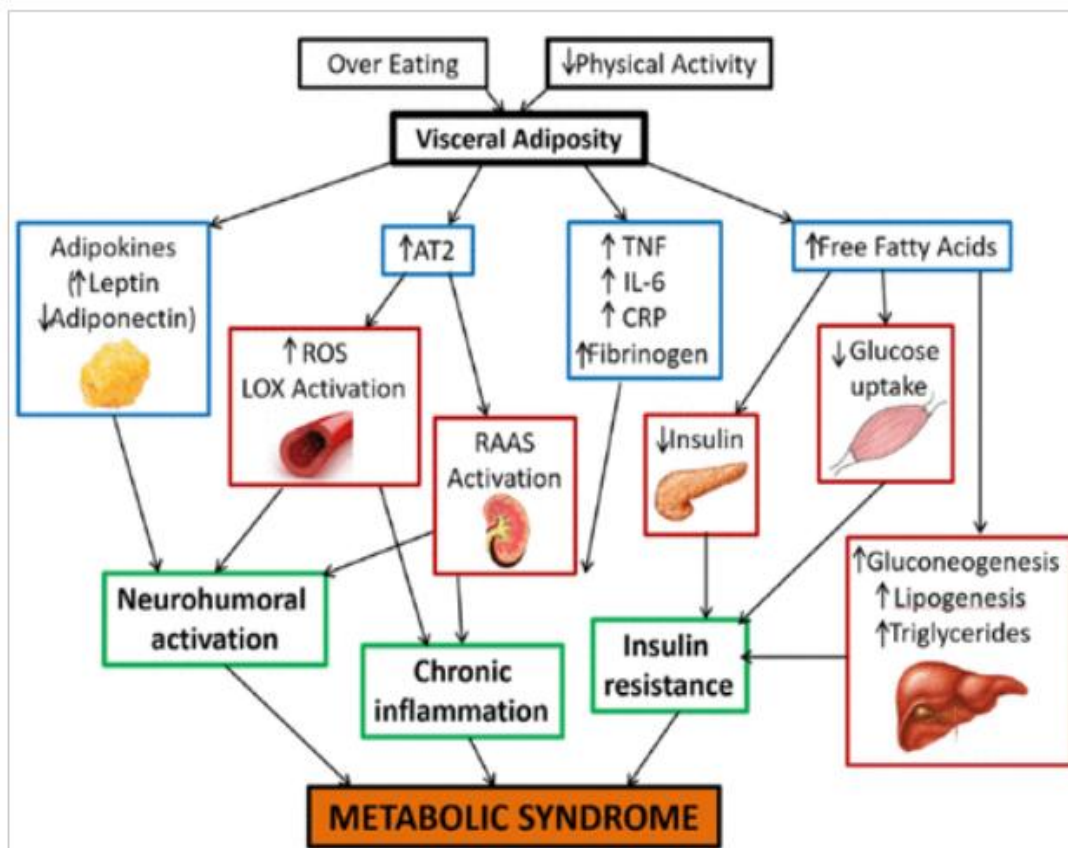 Over Eating
↓Physical Activity
Visceral Adiposity
Adipokines
(↑Leptin
↓Adiponectin)
↑AT2
↑ TNF
↑ IL-6
↑ CRP
↑Fibrinogen
↑Free Fatty Acids
↑ ROS
LOX Activation
RAAS
Activation
↓Insulin
↓ Glucose
uptake
↑Gluconeogenesis
↑ Lipogenesis
↑Triglycerides
Neurohumoral
activation
Chronic
inflammation
Insulin
resistance
METABOLIC SYNDROME